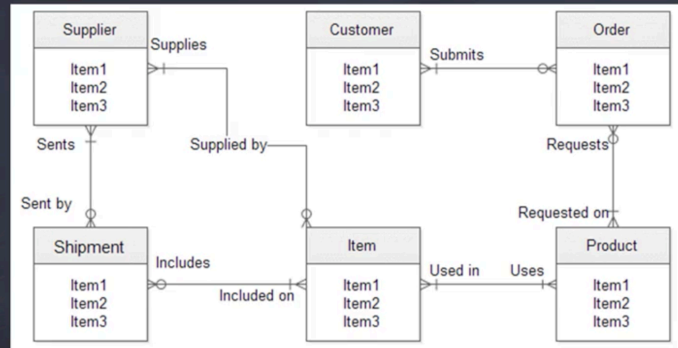 Supplier
Item1
Item2
Item3
Supplies
Customer
Item1
Item2
Item3
Submits
Order
Item1
Item2
Item3
Sents
Supplied by
Requests
Sent by
Requested on
Shipment
Item1
Item2
Item3
Includes
Included on
Item
Item1
Item2
Item3
Used in
Uses
Product
Item1
Item2
Item3